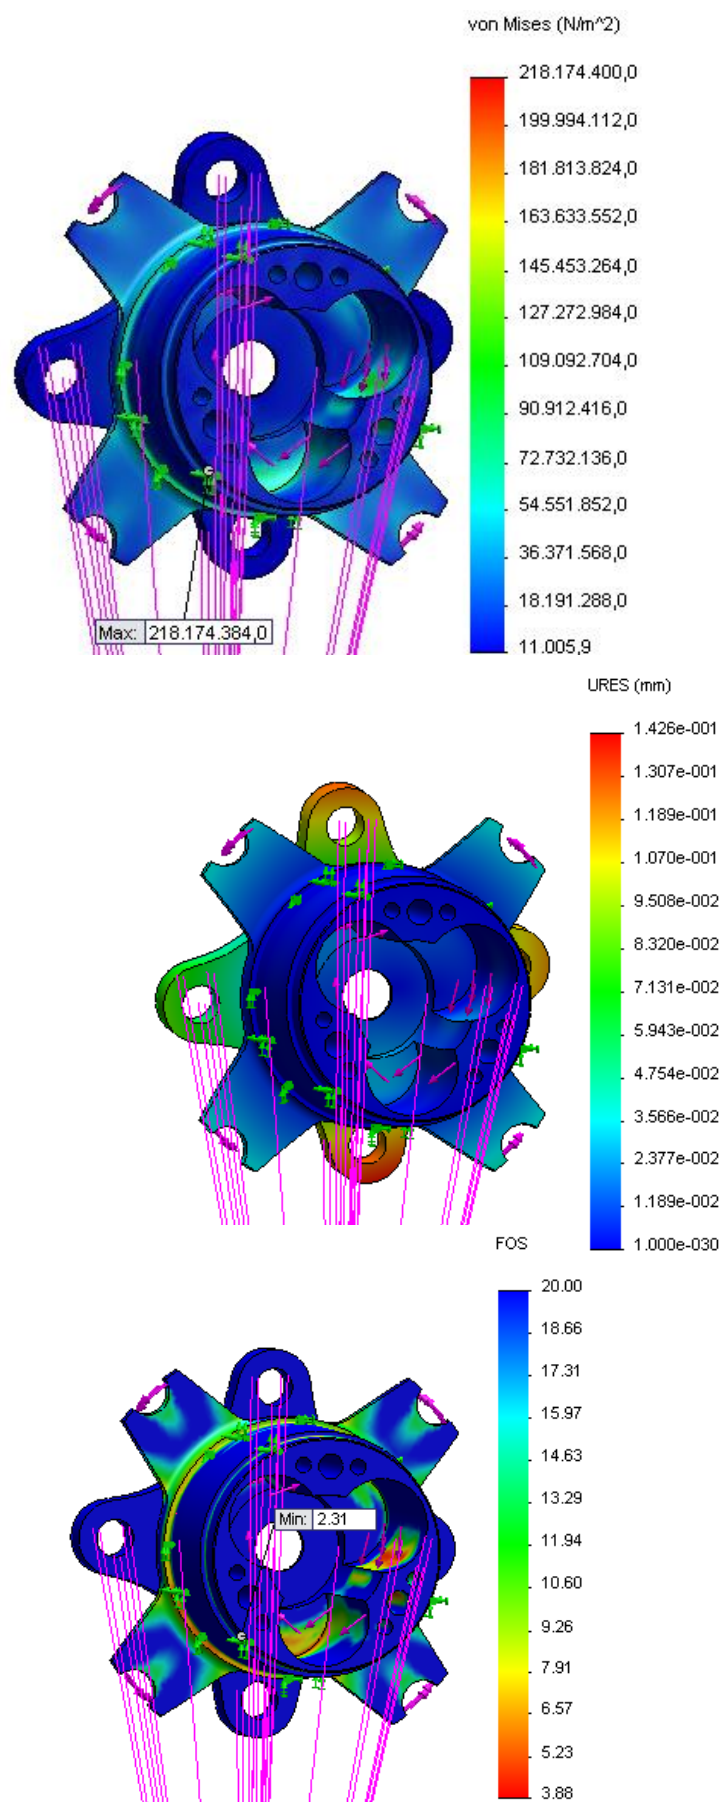 von Mises (N/m^2)
218.174.400,0
199.994.112,0
181.813.824,0
163.633.552,0
145.453.264,0
127.272.984,0
109.092.704,0
90.912.416,0
72.732.136,0
54.551.852,0
36.371.568,0
18.191.288,0
11.005,9
Max: 218.174.384,0
URES (mm)
1.426e-001
1.307e-001
1.189e-001
1.070e-001
9.508e-002
8.320e-002
7.131e-002
5.943e-002
4.754e-002
3.566e-002
2.377e-002
1.189e-002
1.000e-030
FOS
20.00
18.66
17.31
15.97
14.63
13.29
11.94
10.60
9.26
7.91
6.57
5.23
3.88
Min: 2.31